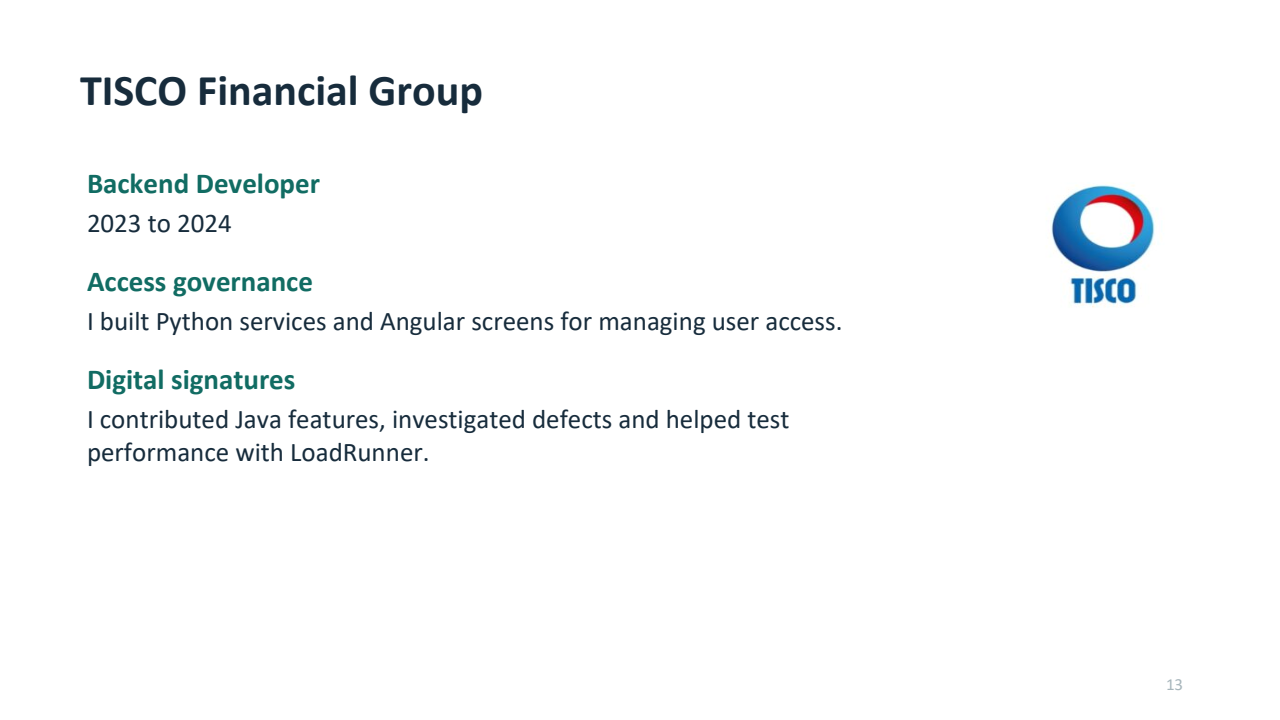 TISCO Financial Group
Backend Developer
2023 to 2024
Access governance
I built Python services and Angular screens for managing user access.
Digital signatures
I contributed Java features, investigated defects and helped test
performance with LoadRunner.
TISCO
13